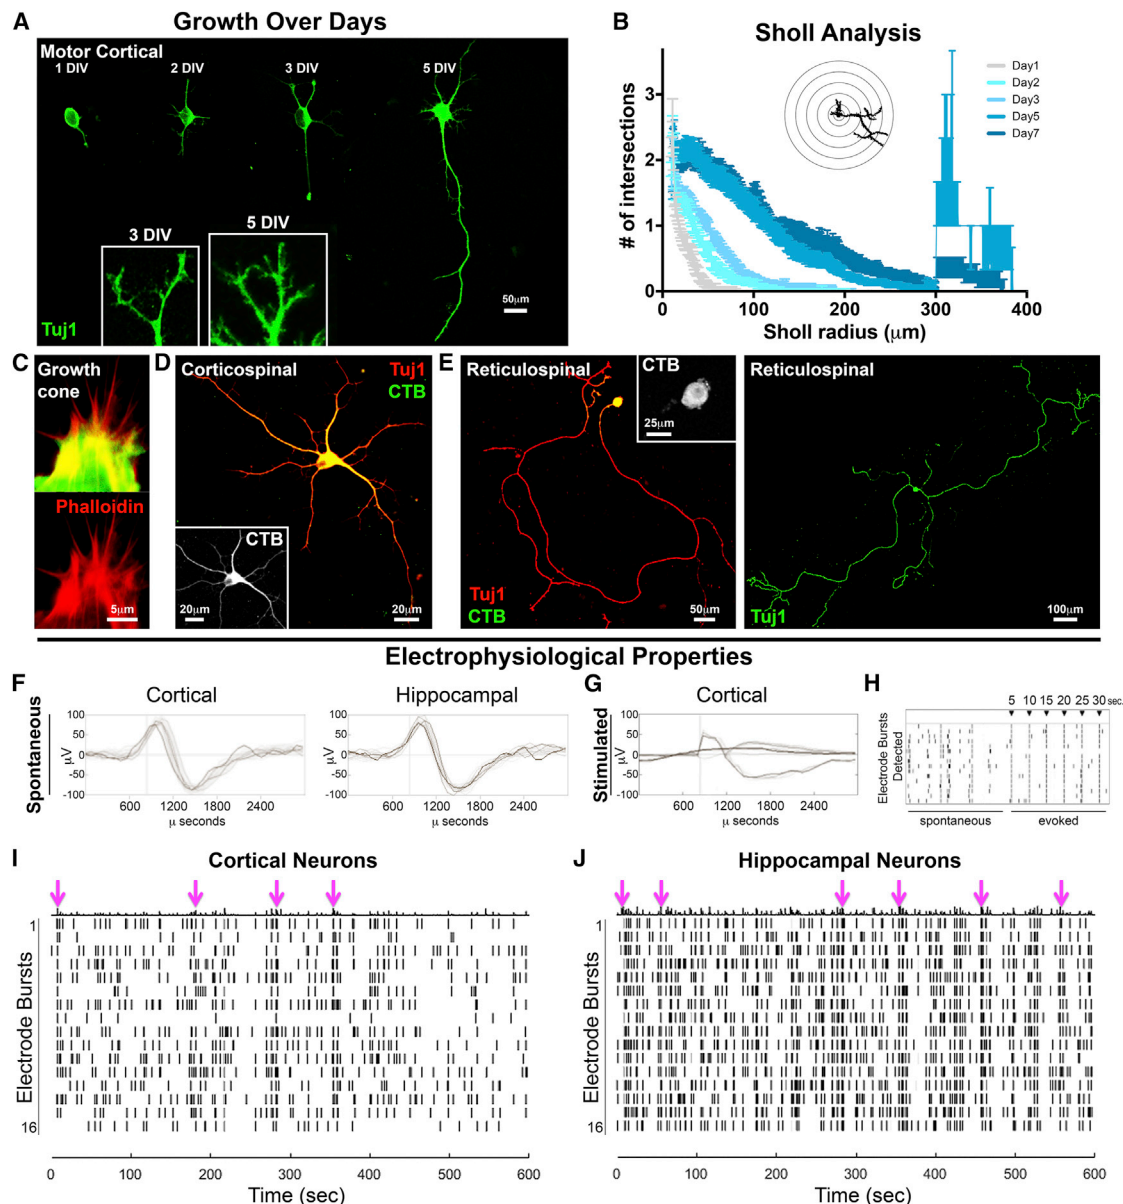 A
Growth Over Days
Motor Cortical
1 DIV
2 DIV
3 DIV
5 DIV
3 DIV
5 DIV
Tuj1
50μm
B
Sholl Analysis
# of intersections
3
2
1
0
0 100 200 300 400
Sholl radius (μm)
Day1
Day2
Day3
Day5
Day7
C
Growth
cone
Phalloidin
5μm
D
Corticospinal
Tuj1
CTB
CTB
20μm
20μm
E
Reticulospinal
CTB
25μm
Tuj1
CTB
50μm
Reticulospinal
Tuj1
100μm
Electrophysiological Properties
F
Spontaneous
Cortical
100
50
0
-50
-100
μV
600 1200 1800 2400
μ seconds
Hippocampal
100
50
0
-50
-100
μV
600 1200 1800 2400
μ seconds
G
Stimulated
Cortical
100
50
0
-50
-100
μV
600 1200 1800 2400
μ seconds
H
5 10 15 20 25 30 sec.
Electrode Bursts
Detected
spontaneous
evoked
I
Cortical Neurons
Electrode Bursts
1
16
0 100 200 300 400 500 600
Time (sec)
J
Hippocampal Neurons
Electrode Bursts
1
16
0 100 200 300 400 500 600
Time (sec)